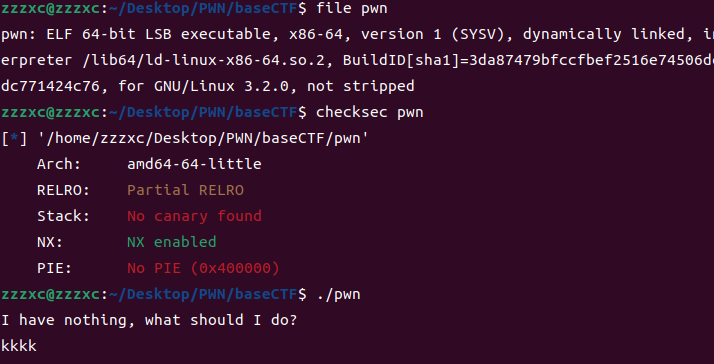 zzzxc@zzzxc:~/Desktop/PWN/baseCTF$ file pwn
pwn: ELF 64-bit LSB executable, x86-64, version 1 (SYSV), dynamically linked, in
erpreter /lib64/ld-linux-x86-64.so.2, BuildID[sha1]=3da87479bfccfbef2516e74506d
dc771424c76, for GNU/Linux 3.2.0, not stripped
zzzxc@zzzxc:~/Desktop/PWN/baseCTF$ checksec pwn
[*] '/home/zzzxc/Desktop/PWN/baseCTF/pwn'
    Arch:     amd64-64-little
    RELRO:    Partial RELRO
    Stack:    No canary found
    NX:       NX enabled
    PIE:      No PIE (0x400000)
zzzxc@zzzxc:~/Desktop/PWN/baseCTF$ ./pwn
I have nothing, what should I do?
kkkk